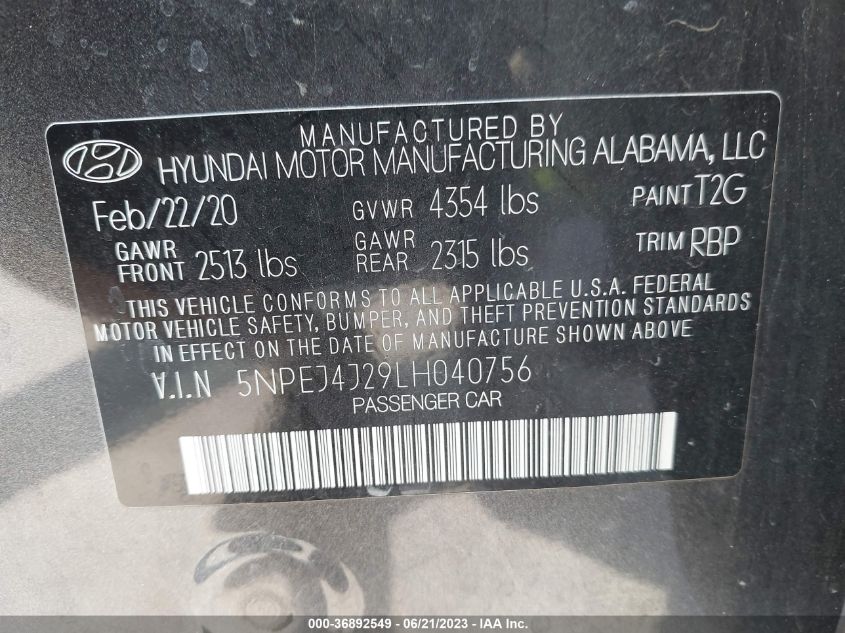 MANUFACTURED BY
HYUNDAI MOTOR MANUFACTURING ALABAMA, LLC
Feb/22/20 GVWR 4354 lbs PAINT T2G
GAWR FRONT 2513 lbs GAWR REAR 2315 lbs TRIM RBP
THIS VEHICLE CONFORMS TO ALL APPLICABLE U.S.A. FEDERAL
MOTOR VEHICLE SAFETY, BUMPER, AND THEFT PREVENTION STANDARDS
IN EFFECT ON THE DATE OF MANUFACTURE SHOWN ABOVE
V.I.N 5NPEJ4J29LH040756
PASSENGER CAR
000-36892549 - 06/21/2023 - IAA Inc.